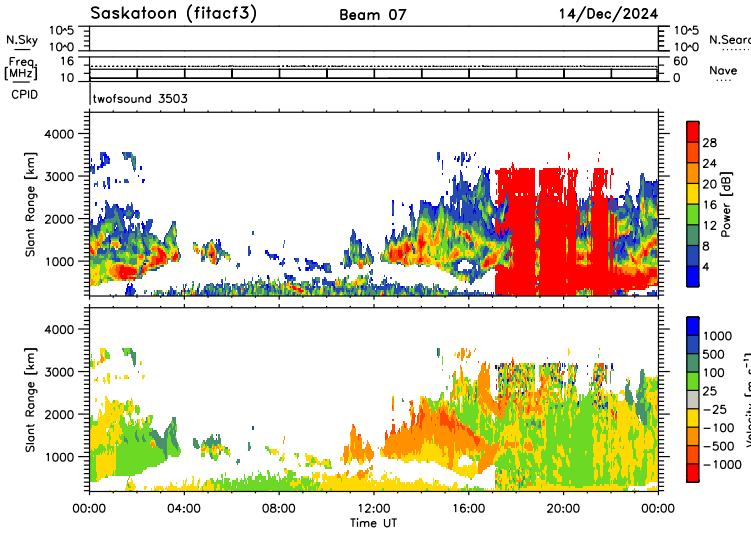 Saskatoon (fitacf3) Beam 07 14/Dec/2024
N.Sky 10^5 10^0 10^5 10^0 N.Sear
Freq. [MHz] 16 10 60 0 Nave
CPID twofsound 3503
Slant Range [km] 4000 3000 2000 1000
28 24 20 16 12 8 4 Power [dB]
Slant Range [km] 4000 3000 2000 1000
1000 500 100 25 -25 -100 -500 -1000 Velocity [m s^-1]
00:00 04:00 08:00 12:00 16:00 20:00 00:00
Time UT